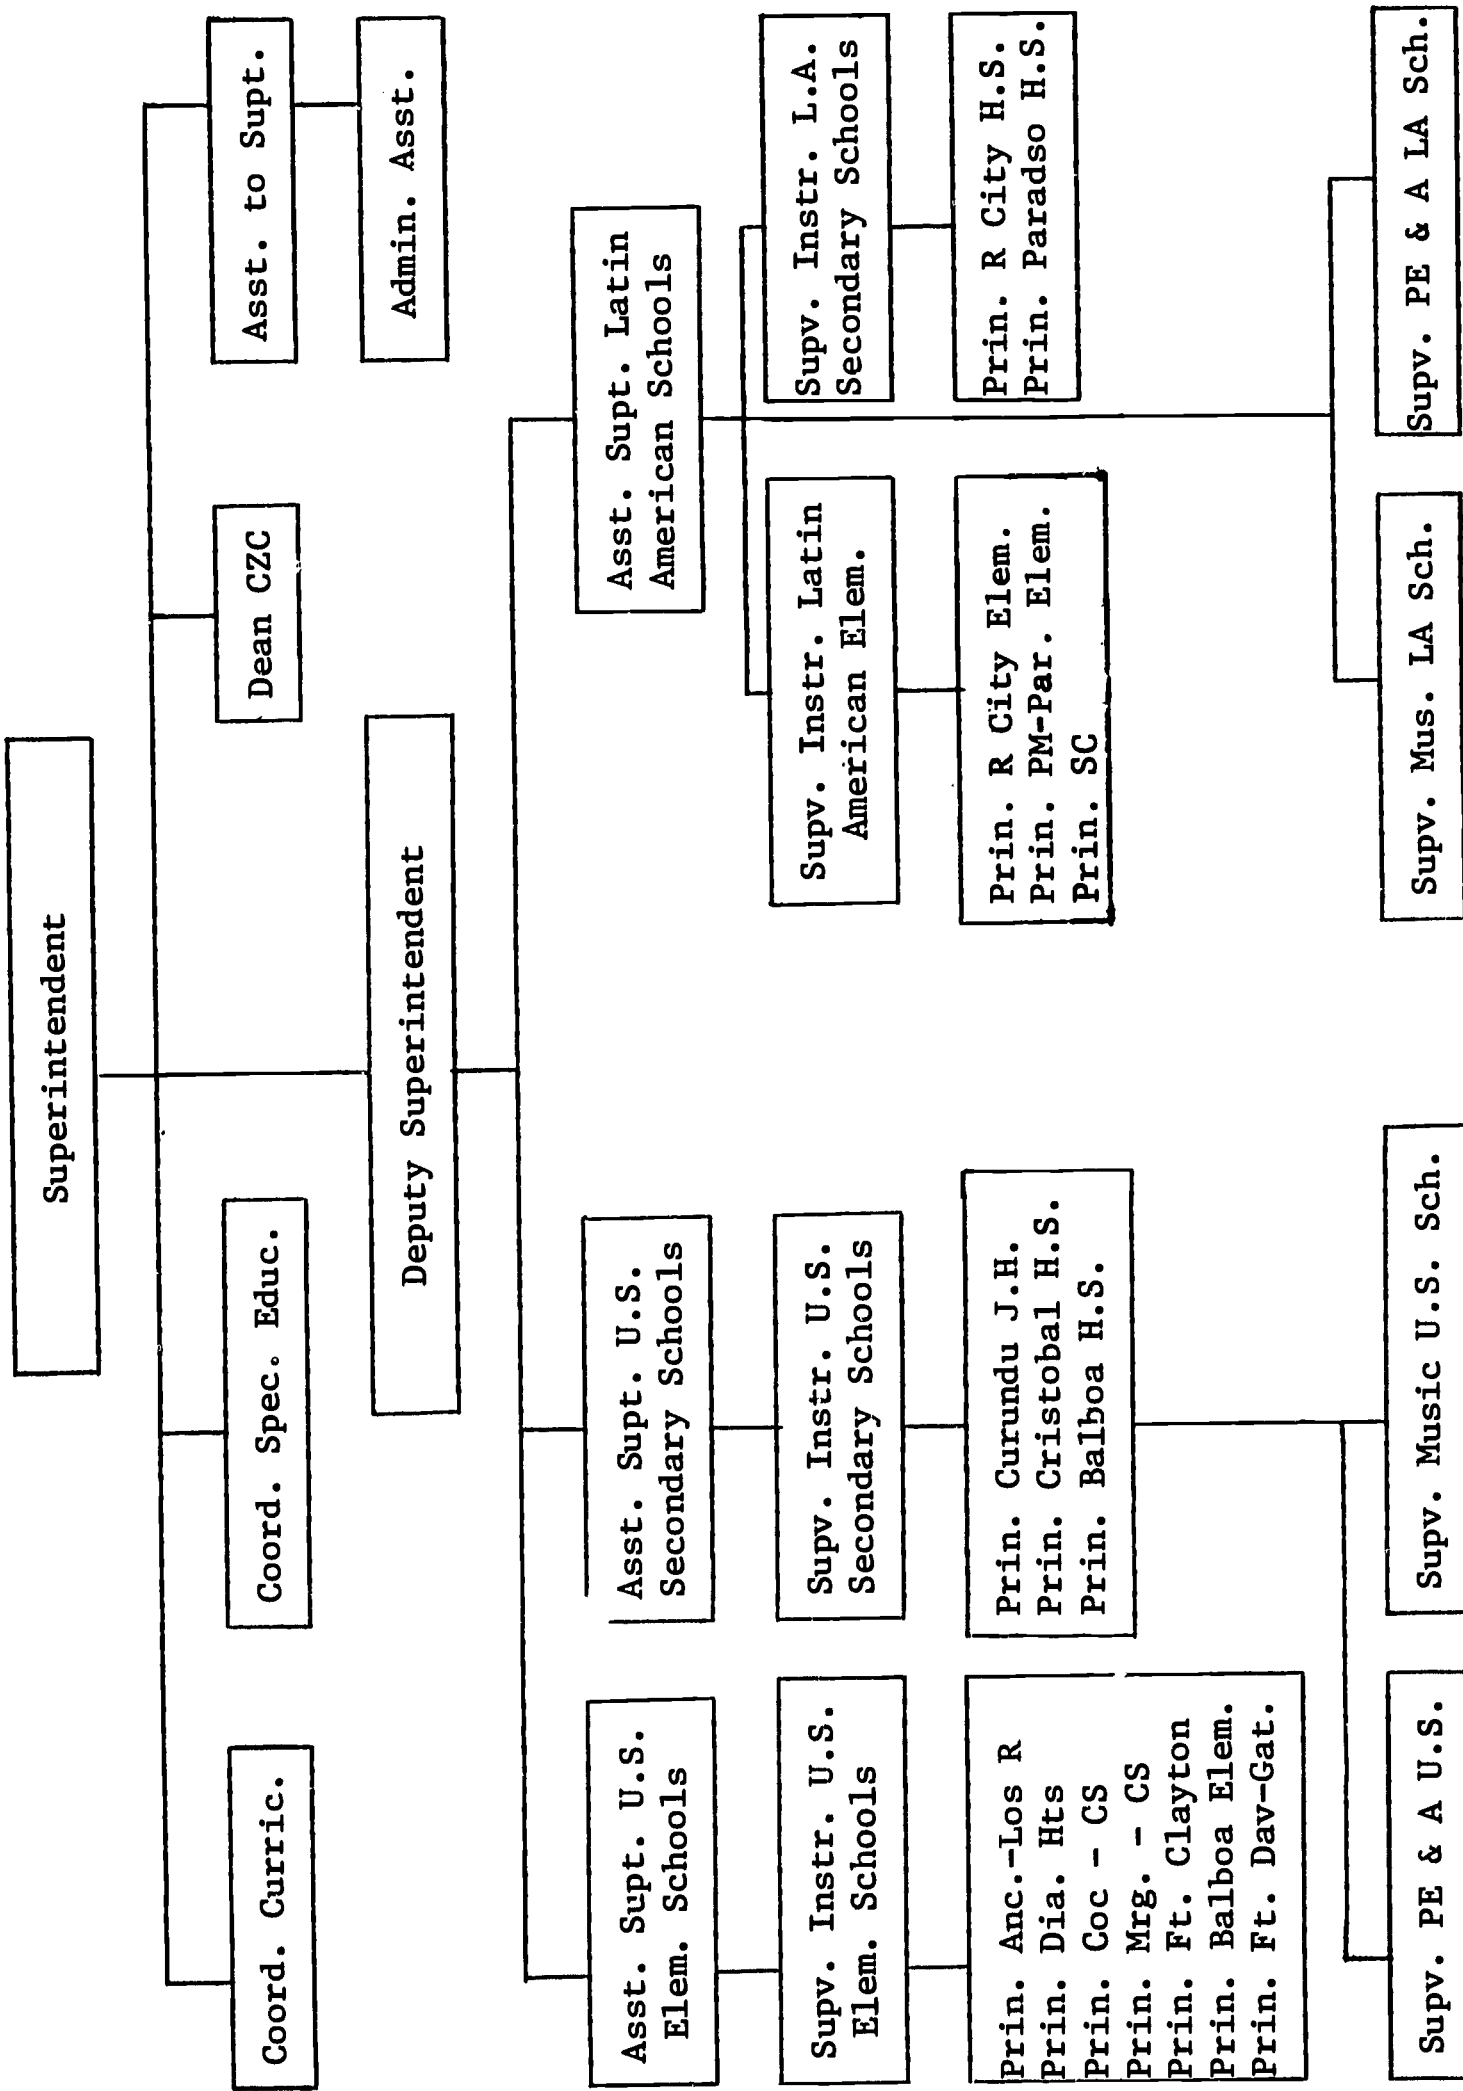 Superintendent
Coord. Curric.
Coord. Spec. Educ.
Dean CZC
Asst. to Supt.
Admin. Asst.
Deputy Superintendent
Asst. Supt. U.S.
Elem. Schools
Asst. Supt. U.S.
Secondary Schools
Asst. Supt. Latin
American Schools
Supv. Instr. U.S.
Elem. Schools
Supv. Instr. U.S.
Secondary Schools
Supv. Instr. Latin
American Elem.
Supv. Instr. L.A.
Secondary Schools
Prin. Anc.-Los R
Prin. Dia. Hts
Prin. Coc - CS
Prin. Mrg. - CS
Prin. Ft. Clayton
Prin. Balboa Elem.
Prin. Ft. Dav-Gat.
Prin. Curundu J.H.
Prin. Cristobal H.S.
Prin. Balboa H.S.
Prin. R City Elem.
Prin. PM-Par. Elem.
Prin. SC
Prin. R City H.S.
Prin. Paradso H.S.
Supv. PE & A U.S.
Supv. Music U.S. Sch.
Supv. Mus. LA Sch.
Supv. PE & A LA Sch.